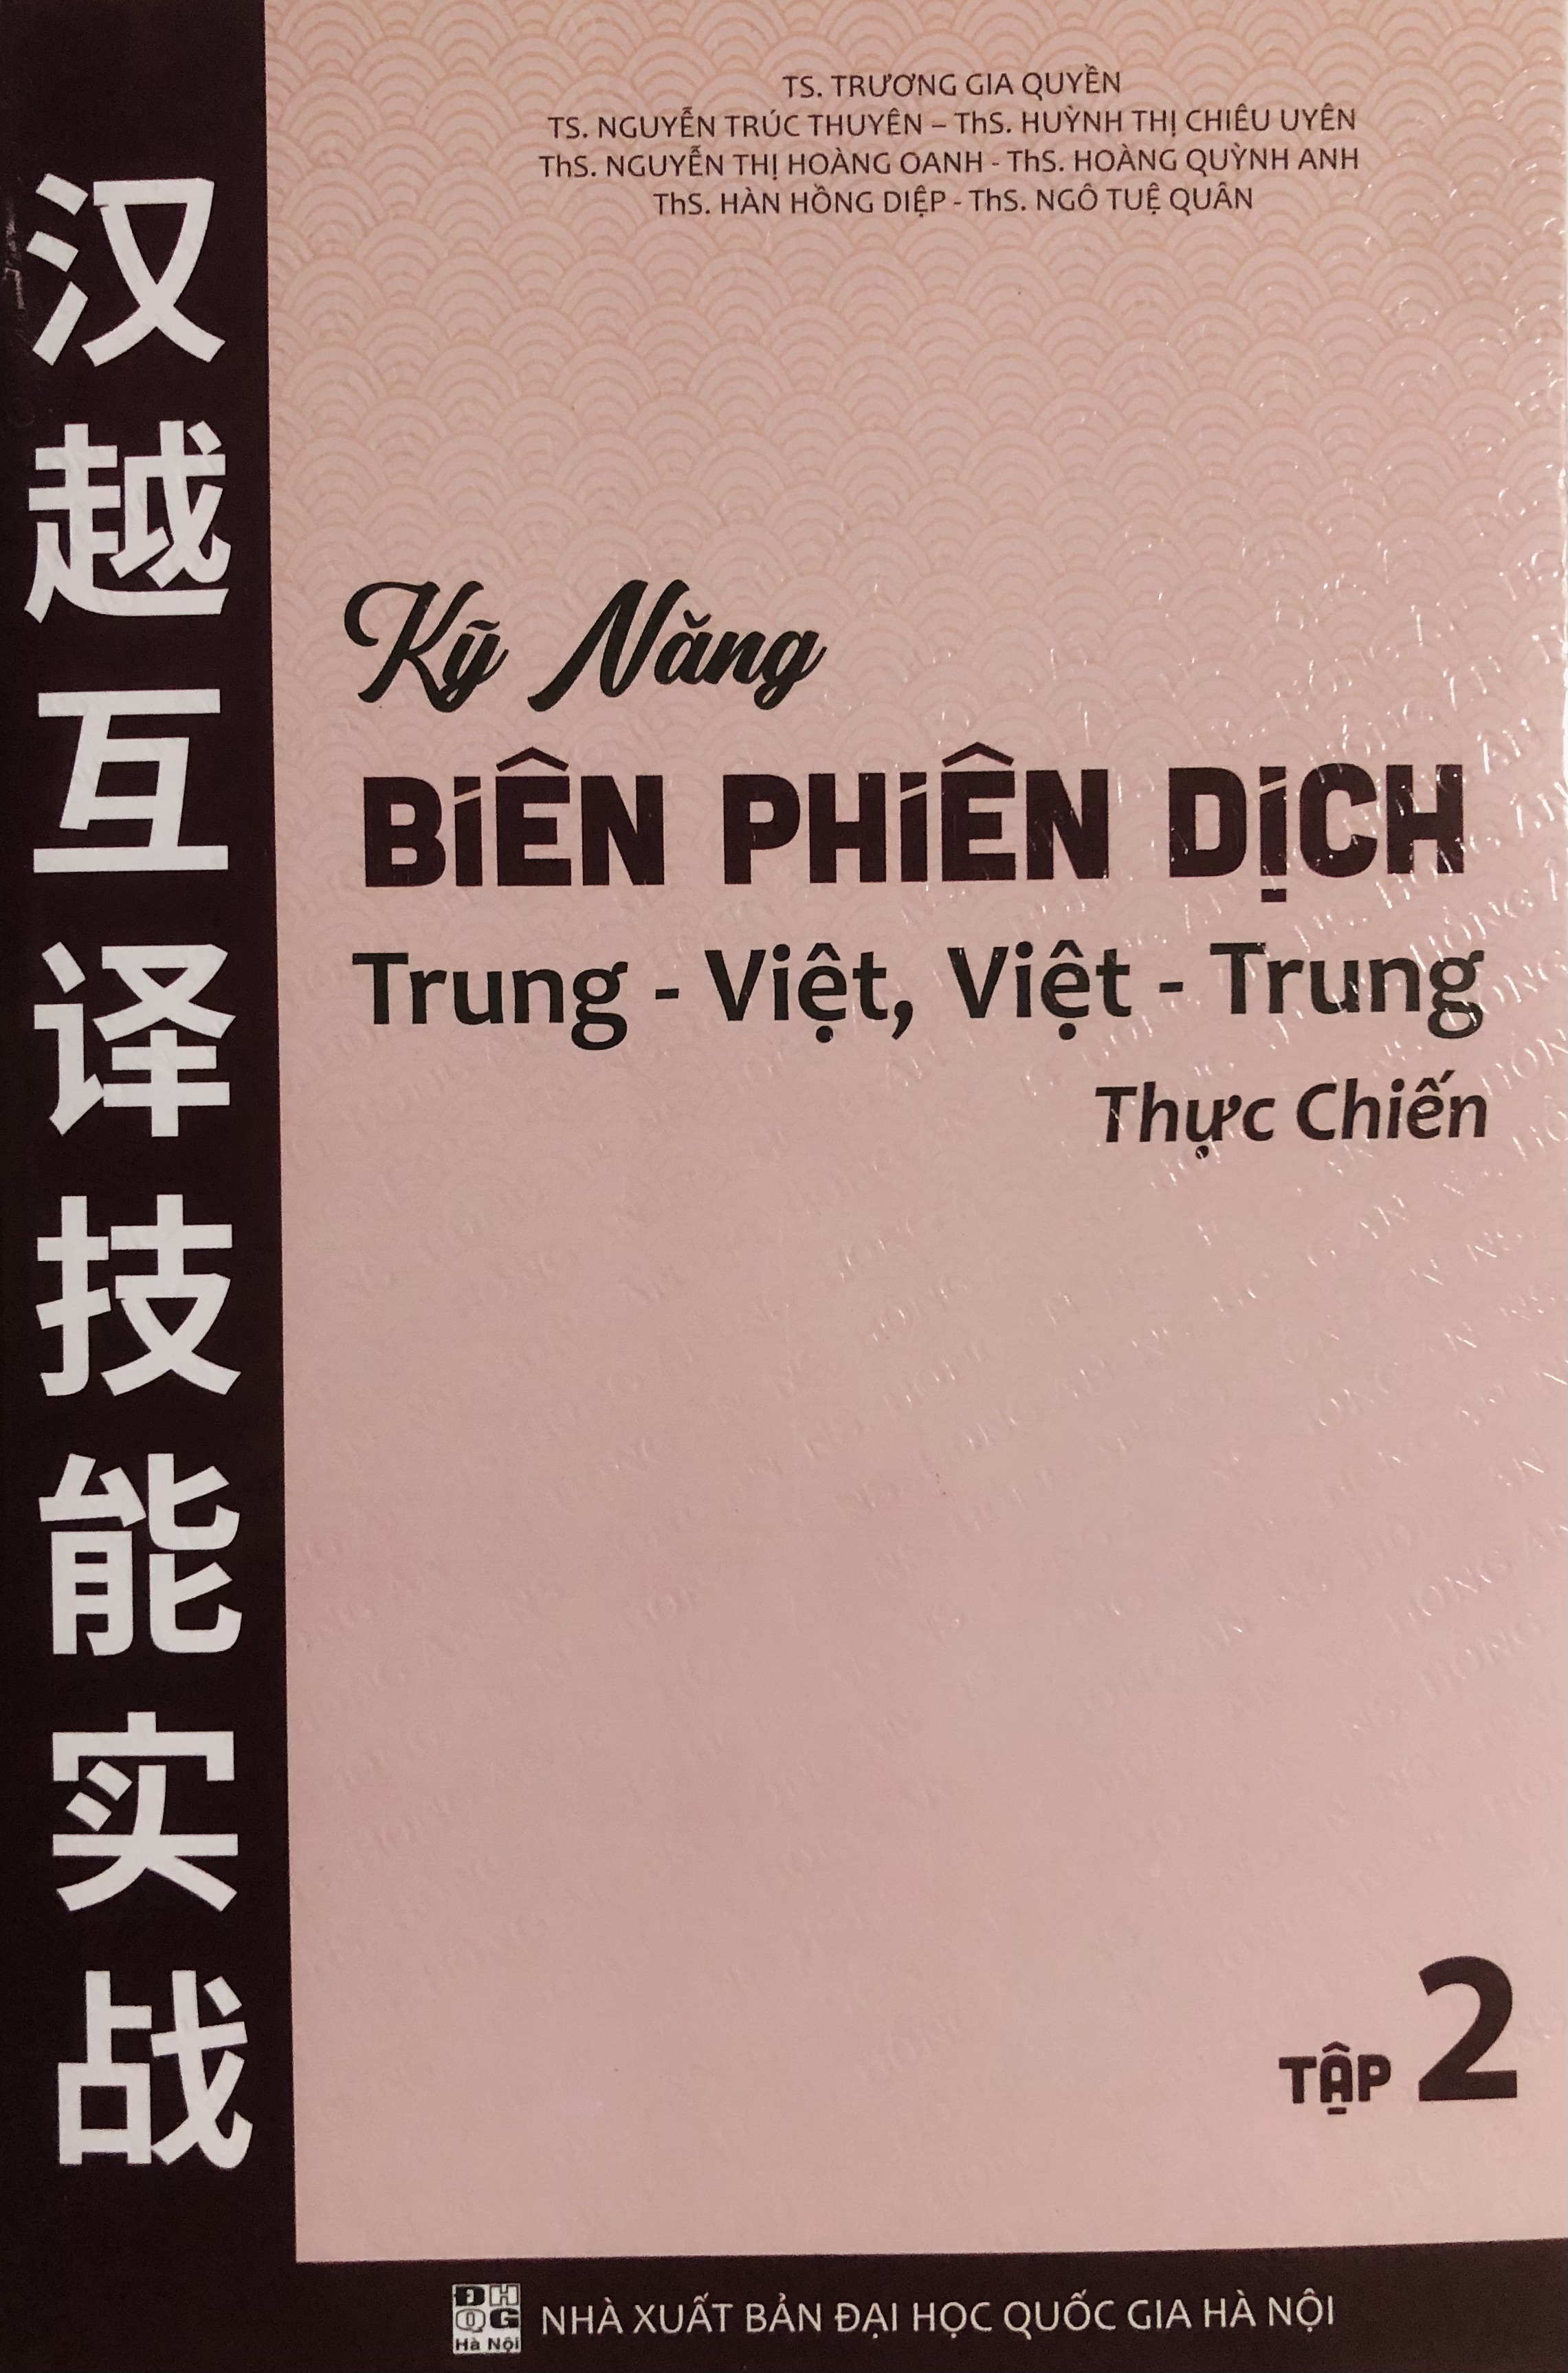 TS. TRƯƠNG GIA QUYỀN
TS. NGUYỄN TRÚC THUYÊN – ThS. HUỲNH THỊ CHIÊU UYÊN
ThS. NGUYỄN THỊ HOÀNG OANH - ThS. HOÀNG QUỲNH ANH
ThS. HÀN HỒNG DIỆP - ThS. NGÔ TUỆ QUÂN
汉越互译技能实战
Kỹ Năng
BIÊN PHIÊN DỊCH
Trung - Việt, Việt - Trung
Thực Chiến
TẬP 2
ĐH
QG
Hà Nội
NHÀ XUẤT BẢN ĐẠI HỌC QUỐC GIA HÀ NỘI